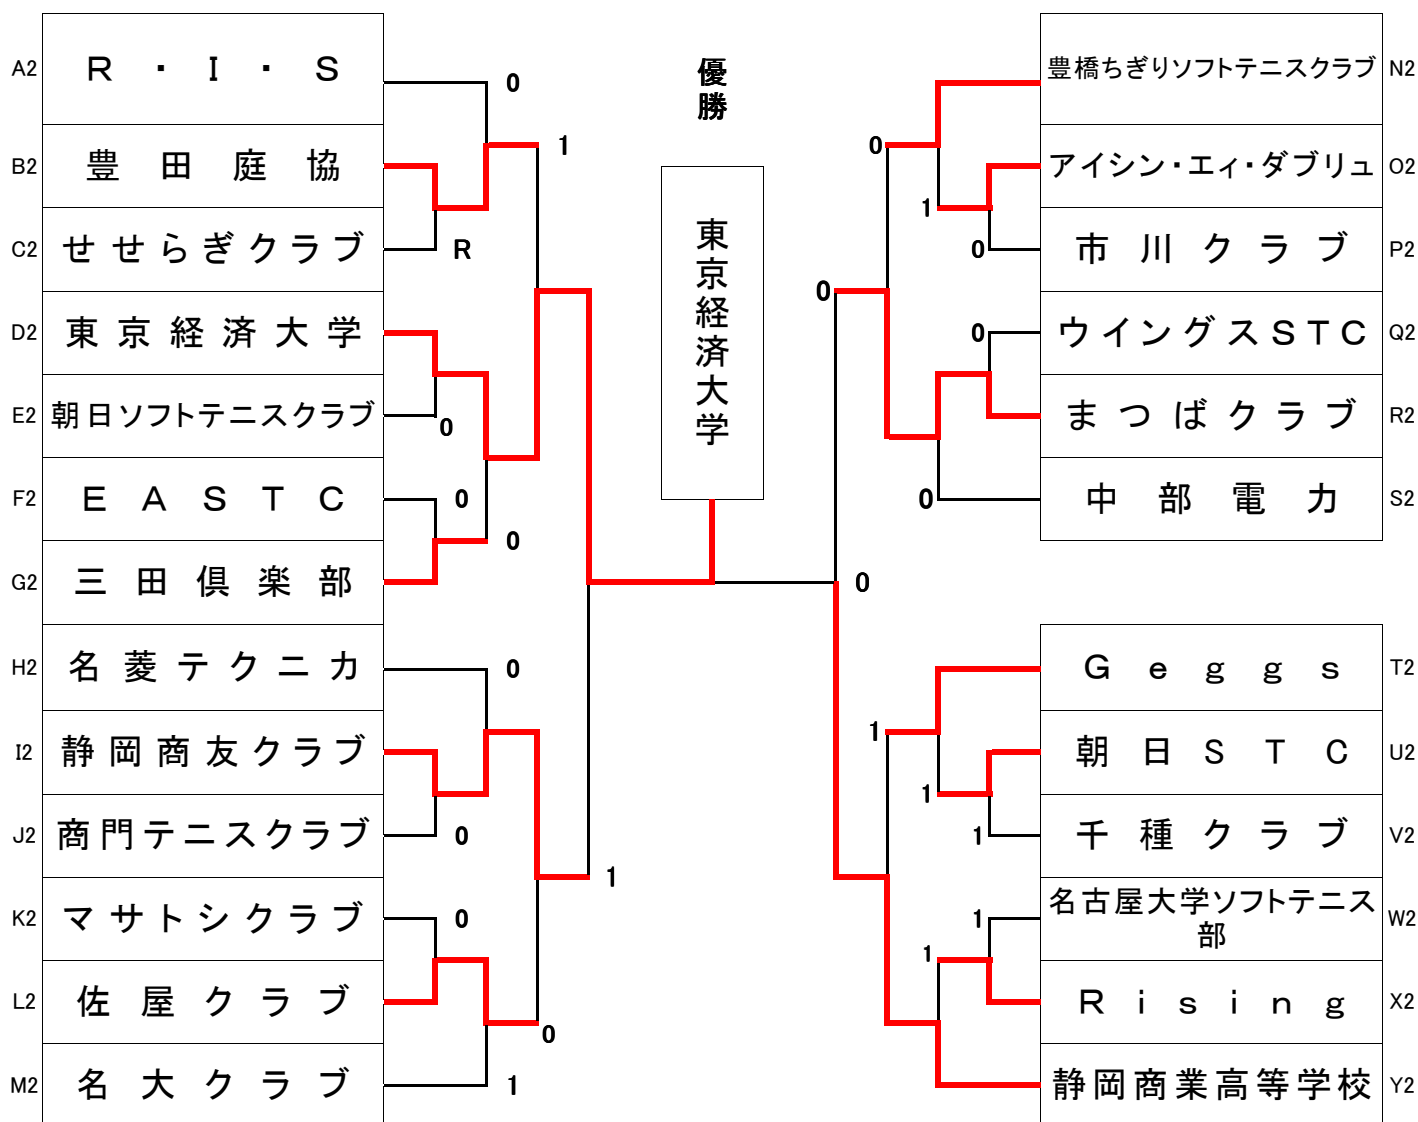 A2 R・I・S 0
B2 豊田庭協 1
C2 せせらぎクラブ R
D2 東京経済大学
E2 朝日ソフトテニスクラブ 0
F2 EASTC 0
G2 三田倶楽部 0
H2 名菱テクニカ 0
I2 静岡商友クラブ
J2 商門テニスクラブ 0
1
K2 マサトシクラブ 0
L2 佐屋クラブ 0
M2 名大クラブ 1
優勝
東京経済大学
豊橋ちぎりソフトテニスクラブ N2
0 アイシン・エィ・ダブリュ O2
1
0 市川クラブ P2
0
0 ウイングスSTC Q2
まつばクラブ R2
0 中部電力 S2
0
Geggs T2
1 朝日STC U2
1
1 千種クラブ V2
1 名古屋大学ソフトテニス
部 W2
1
Rising X2
静岡商業高等学校 Y2